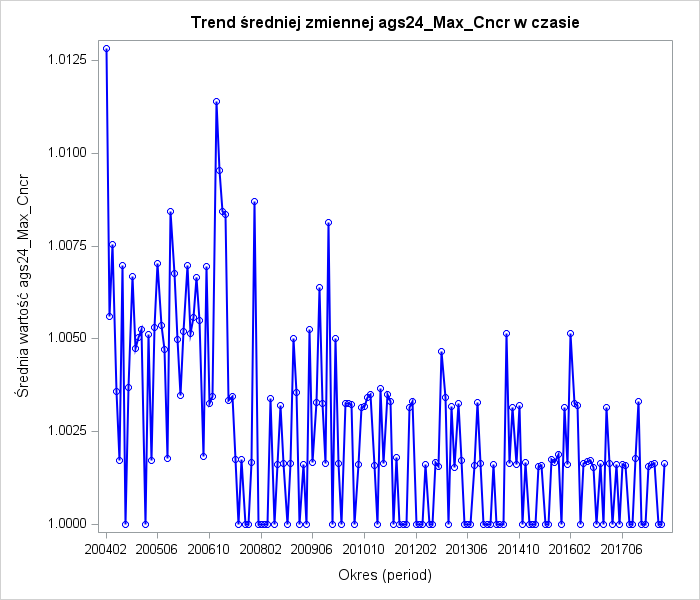 Trend średniej zmiennej ags24_Max_Cncr w czasie
Średnia wartość ags24_Max_Cncr
1.0125
1.0100
1.0075
1.0050
1.0025
1.0000
200402 200506 200610 200802 200906 201010 201202 201306 201410 201602 201706
Okres (period)